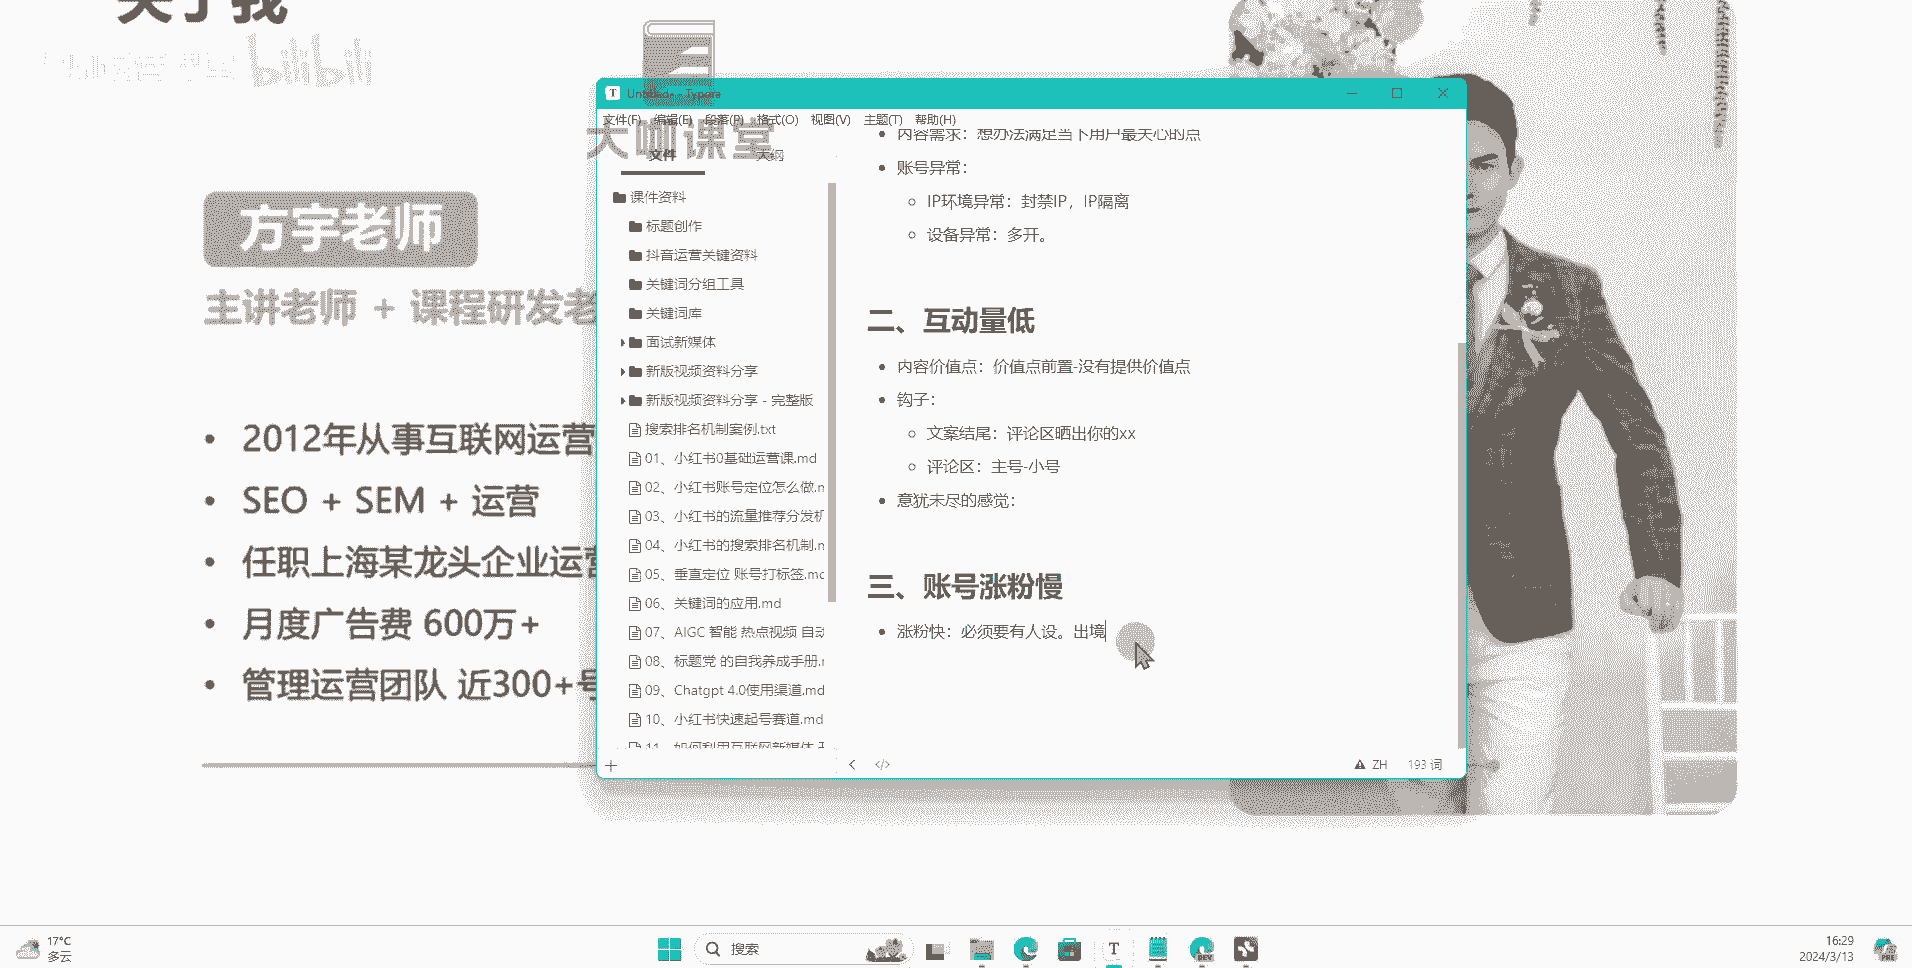 关于我
bilibili
方宇老师
主讲老师 + 课程研发老
2012年从事互联网运营
SEO + SEM + 运营
任职上海某龙头企业运营
月度广告费 600万+
管理运营团队 近300+号
大咖课堂
Untitled - Typora
文件(F) 编辑(E) 段落(P) 格式(O) 视图(V) 主题(T) 帮助(H)
文件 大纲
课件资料
标题创作
抖音运营关键资料
关键词分组工具
关键词库
面试新媒体
新版视频资料分享
新版视频资料分享 - 完整版
搜索排名机制案例.txt
01、小红书0基础运营课.md
02、小红书账号定位怎么做.m
03、小红书的流量推荐分发机
04、小红书的搜索排名机制.m
05、垂直定位 账号打标签.md
06、关键词的应用.md
07、AIGC 智能 热点视频 自动
08、标题党 的自我养成手册.m
09、Chatgpt 4.0使用渠道.md
10、小红书快速起号赛道.md
11、如何利用互联网新媒体
内容需求：想办法满足当下用户最关心的点
账号异常：
IP环境异常：封禁IP，IP隔离
设备异常：多开。
二、互动量低
内容价值点：价值点前置-没有提供价值点
钩子：
文案结尾：评论区晒出你的xx
评论区：主号-小号
意犹未尽的感觉：
三、账号涨粉慢
涨粉快：必须要有人设。出境
ZH 193 词
17°C
多云
搜索
T
DEV
16:29
2024/3/13
PRE